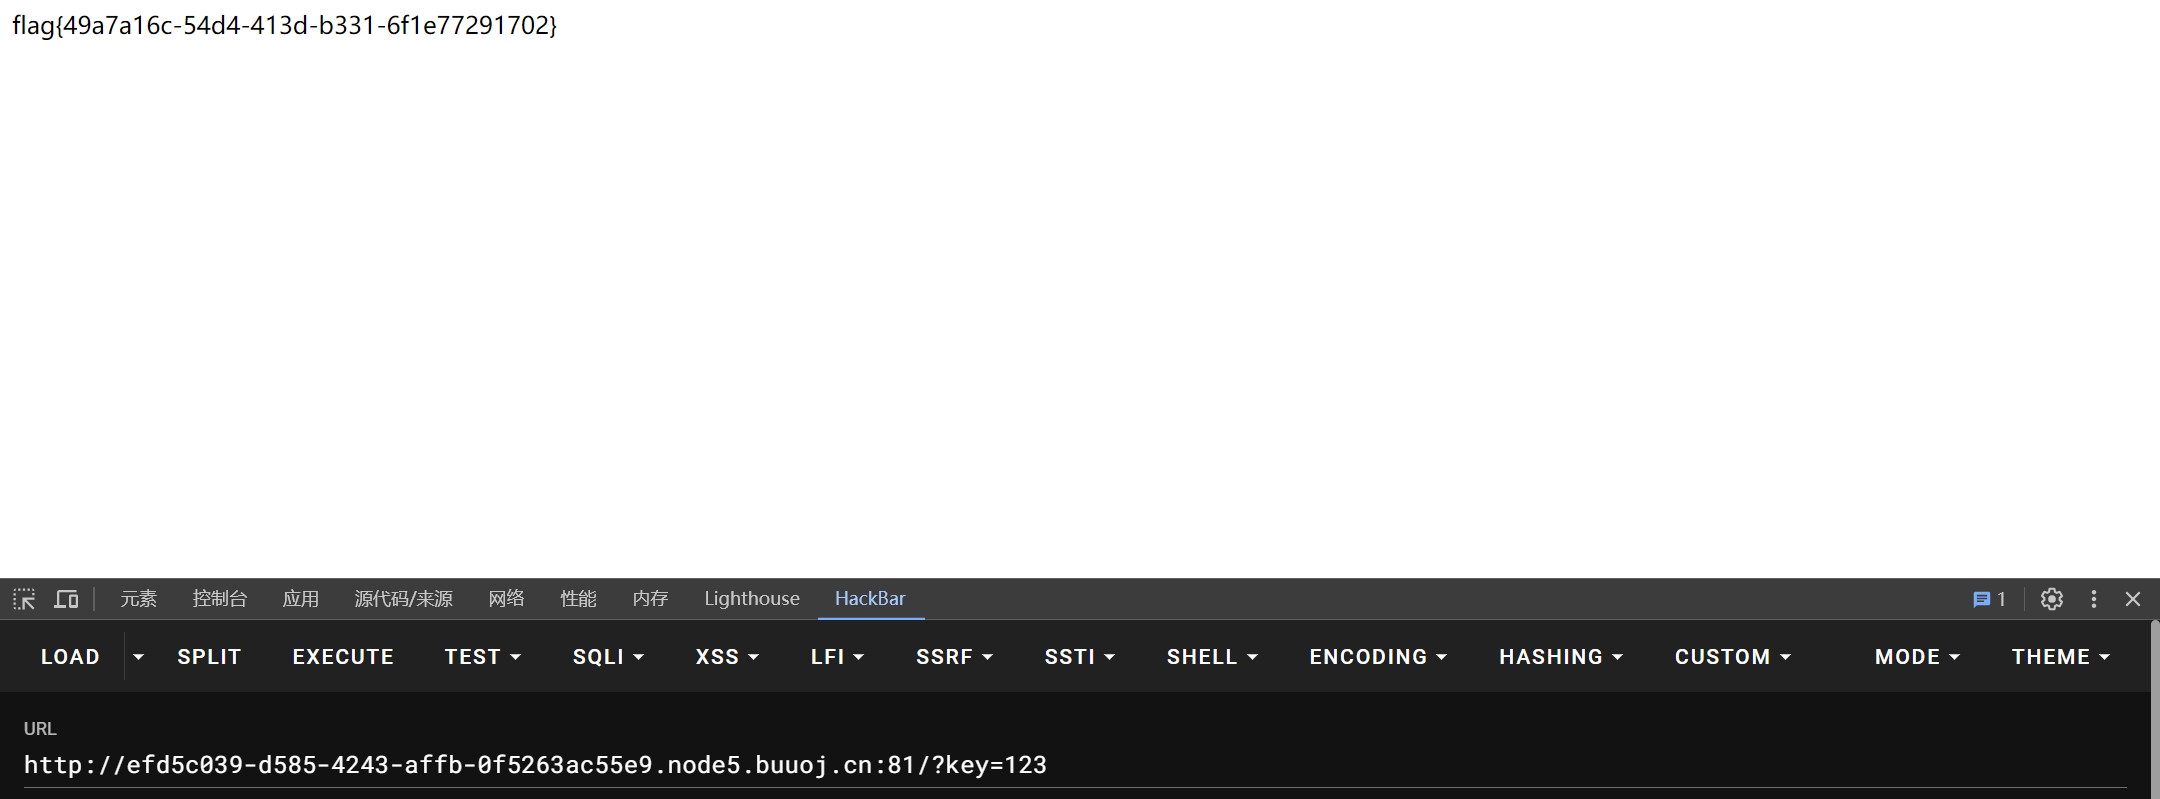 flag{49a7a16c-54d4-413d-b331-6f1e77291702}
元素 控制台 应用 源代码/来源 网络 性能 内存 Lighthouse HackBar 1
LOAD SPLIT EXECUTE TEST SQLI XSS LFI SSRF SSTI SHELL ENCODING HASHING CUSTOM MODE THEME
URL
http://efd5c039-d585-4243-affb-0f5263ac55e9.node5.buuoj.cn:81/?key=123